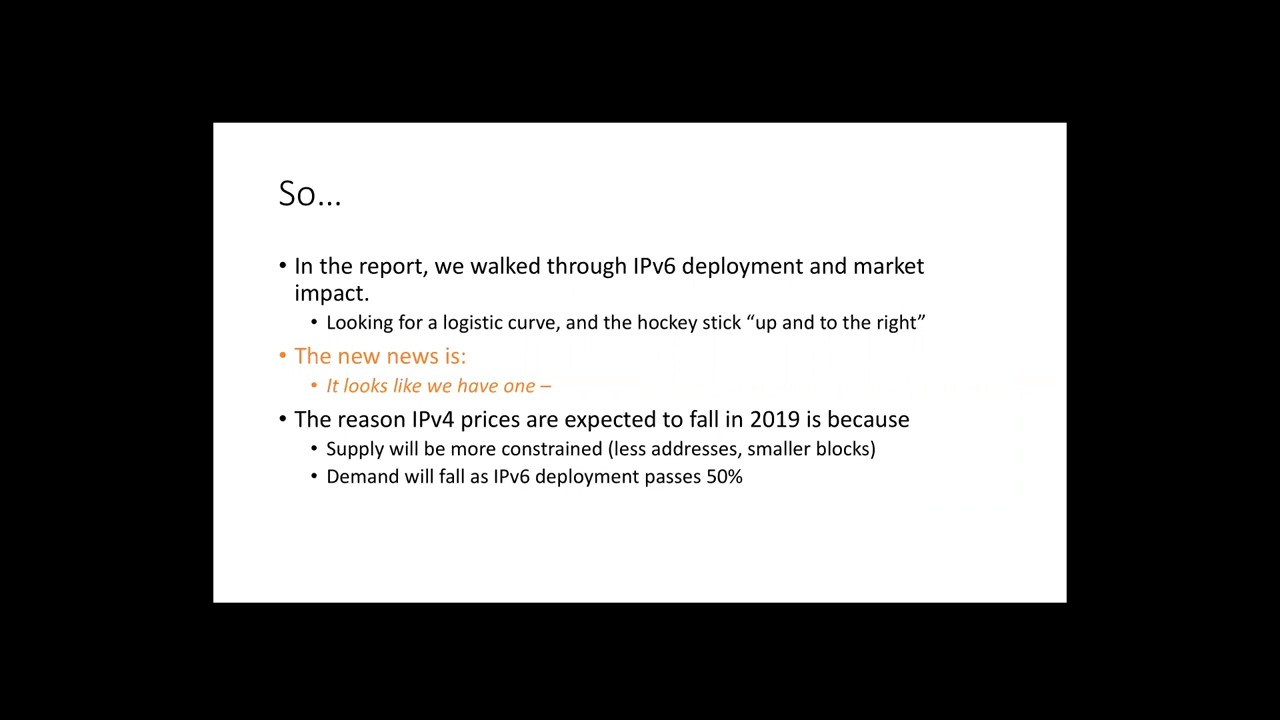 So...
• In the report, we walked through IPv6 deployment and market
impact.
• Looking for a logistic curve, and the hockey stick “up and to the right”
• The new news is:
• It looks like we have one –
• The reason IPv4 prices are expected to fall in 2019 is because
• Supply will be more constrained (less addresses, smaller blocks)
• Demand will fall as IPv6 deployment passes 50%